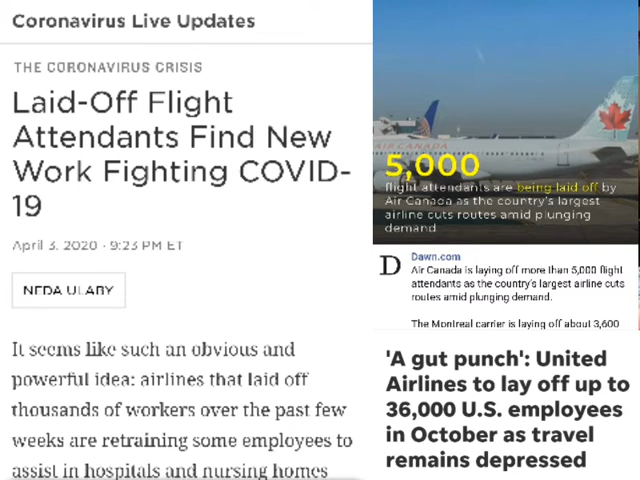 Coronavirus Live Updates
THE CORONAVIRUS CRISIS
Laid-Off Flight
Attendants Find New
Work Fighting COVID-
19
April 3, 2020 · 9:23 PM ET
NEDA ULABY
It seems like such an obvious and
powerful idea: airlines that laid off
thousands of workers over the past few
weeks are retraining some employees to
assist in hospitals and nursing homes
AIR CANADA
5,000
flight attendants are being laid off by
Air Canada as the country's largest
airline cuts routes amid plunging
demand
D
Dawn.com
Air Canada is laying off more than 5,000 flight
attendants as the country's largest airline cuts
routes amid plunging demand.
The Montreal carrier is laying off about 3,600
'A gut punch': United
Airlines to lay off up to
36,000 U.S. employees
in October as travel
remains depressed